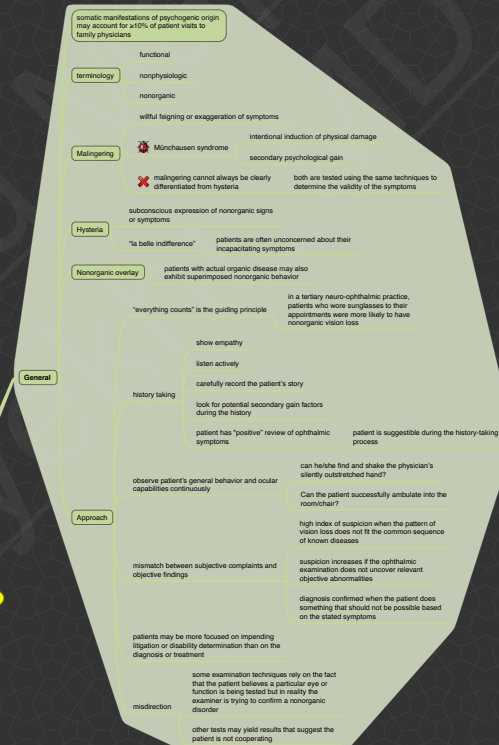 somatic manifestations of psychogenic origin
may account for ≥10% of patient visits to
family physicians
terminology
functional
nonphysiologic
nonorganic
Malingering
willful feigning or exaggeration of symptoms
Münchausen syndrome
intentional induction of physical damage
secondary psychological gain
malingering cannot always be clearly
differentiated from hysteria
both are tested using the same techniques to
determine the validity of the symptoms
Hysteria
subconscious expression of nonorganic signs
or symptoms
"la belle indifference"
patients are often unconcerned about their
incapacitating symptoms
Nonorganic overlay
patients with actual organic disease may also
exhibit superimposed nonorganic behavior
General
Approach
"everything counts" is the guiding principle
in a tertiary neuro-ophthalmic practice,
patients who wore sunglasses to their
appointments were more likely to have
nonorganic vision loss
history taking
show empathy
listen actively
carefully record the patient's story
look for potential secondary gain factors
during the history
patient has "positive" review of ophthalmic
symptoms
patient is suggestible during the history-taking
process
observe patient's general behavior and ocular
capabilities continuously
can he/she find and shake the physician's
silently outstretched hand?
Can the patient successfully ambulate into the
room/chair?
mismatch between subjective complaints and
objective findings
high index of suspicion when the pattern of
vision loss does not fit the common sequence
of known diseases
suspicion increases if the ophthalmic
examination does not uncover relevant
objective abnormalities
diagnosis confirmed when the patient does
something that should not be possible based
on the stated symptoms
patients may be more focused on impending
litigation or disability determination than on the
diagnosis or treatment
misdirection
some examination techniques rely on the fact
that the patient believes a particular eye or
function is being tested but in reality the
examiner is trying to confirm a nonorganic
disorder
other tests may yield results that suggest the
patient is not cooperating